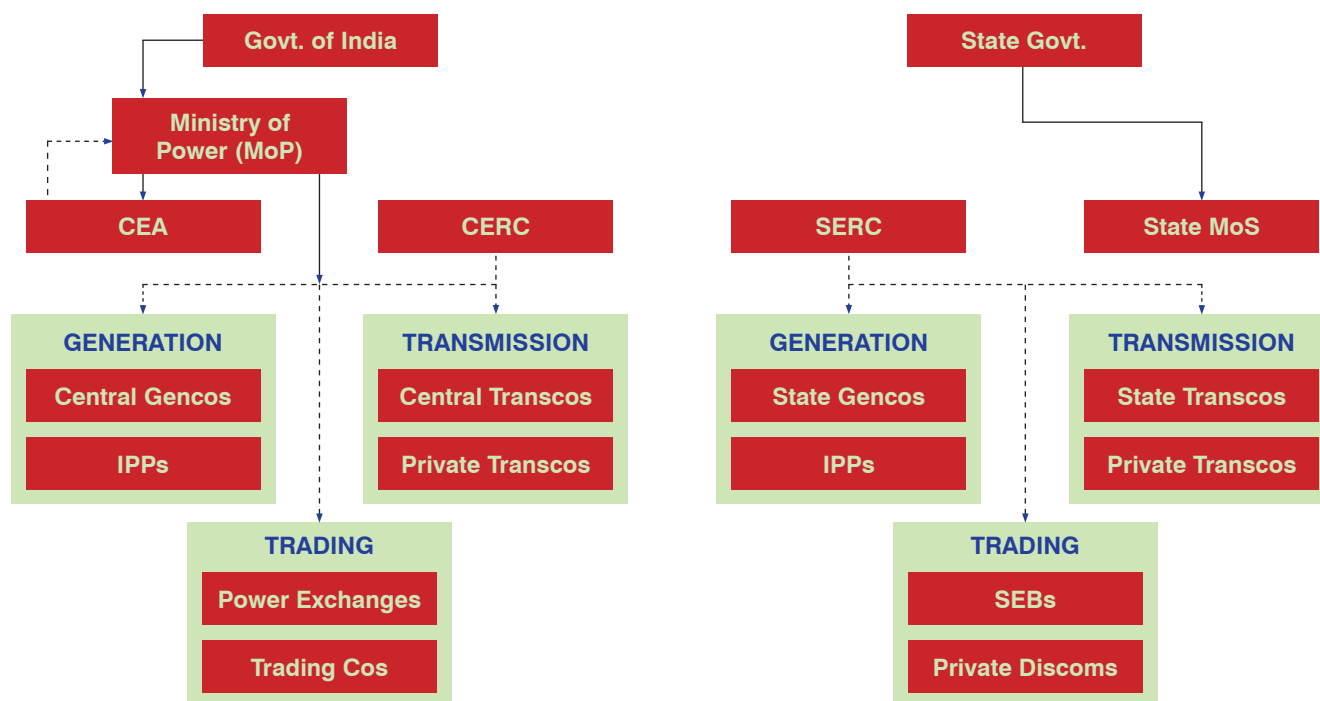 Govt. of India
State Govt.
Ministry of
Power (MoP)
CEA
CERC
SERC
State MoS
GENERATION
Central Gencos
IPPs
TRANSMISSION
Central Transcos
Private Transcos
GENERATION
State Gencos
IPPs
TRANSMISSION
State Transcos
Private Transcos
TRADING
Power Exchanges
Trading Cos
TRADING
SEBs
Private Discoms